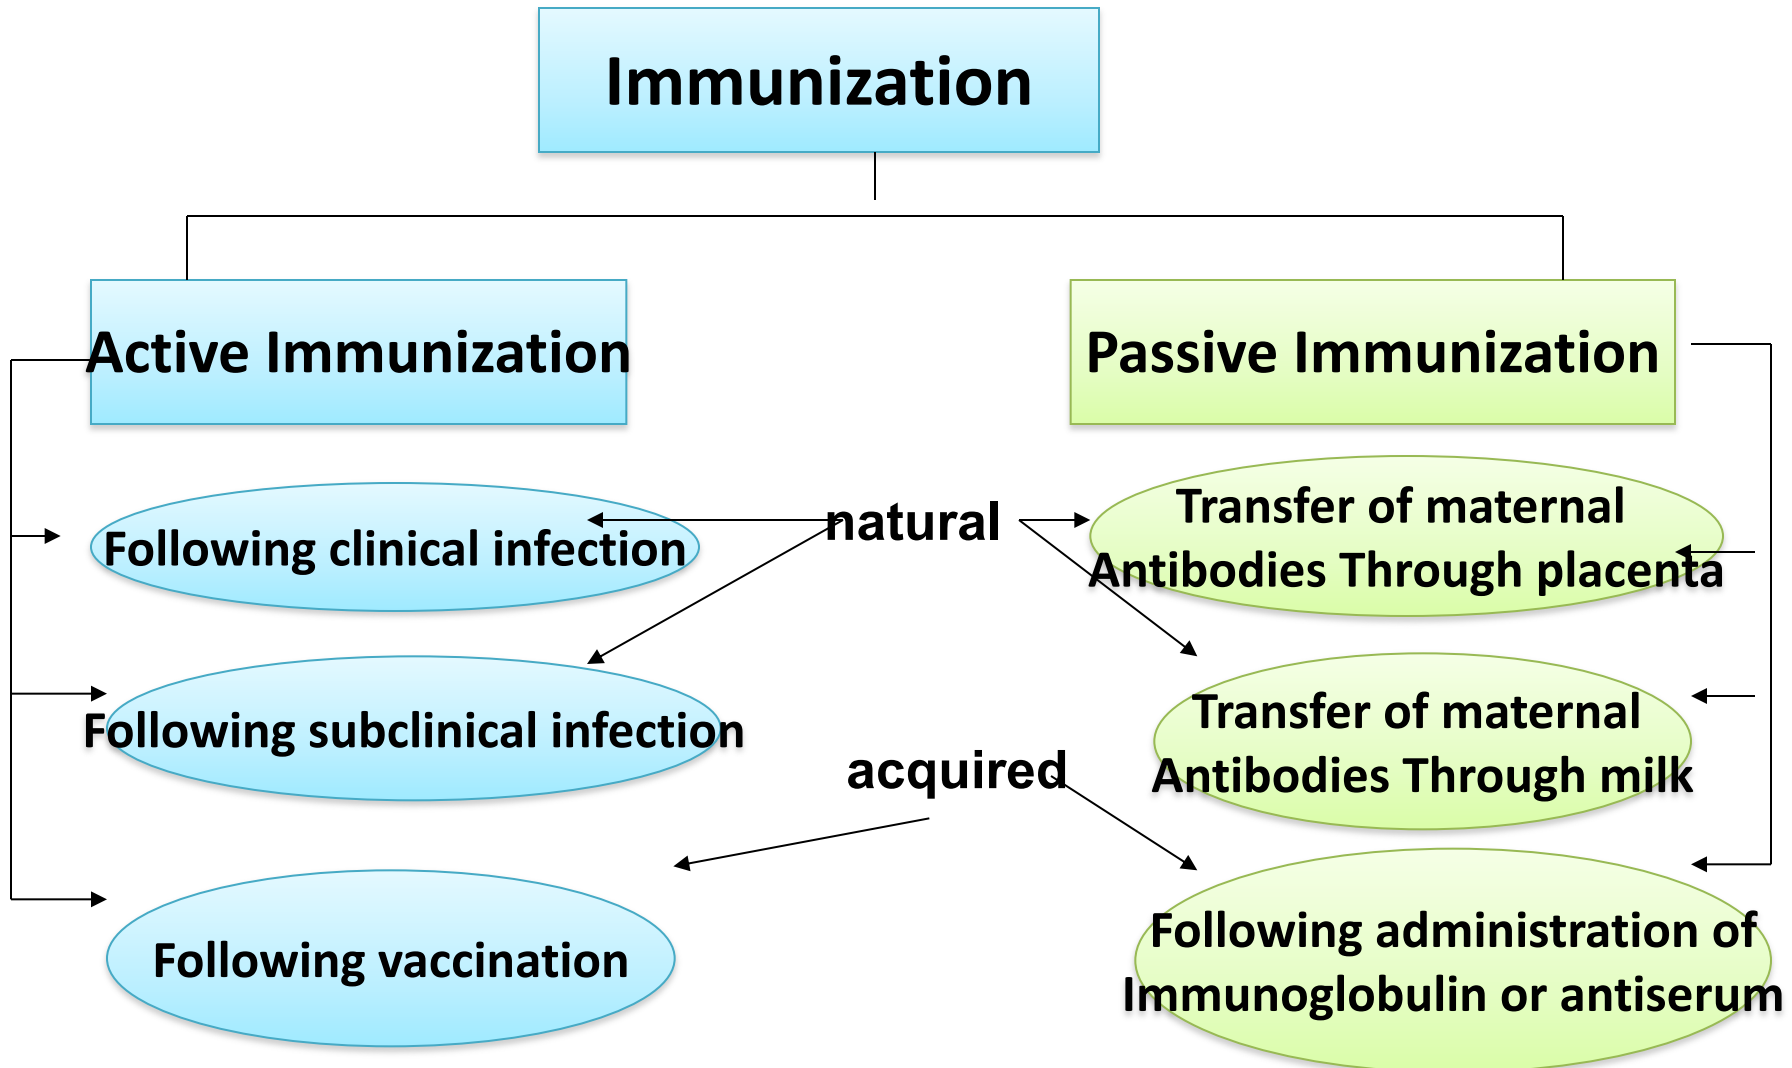 Immunization
Active Immunization
Passive Immunization
Following clinical infection
natural
Transfer of maternal
Antibodies Through placenta
Following subclinical infection
acquired
Transfer of maternal
Antibodies Through milk
Following vaccination
Following administration of
Immunoglobulin or antiserum